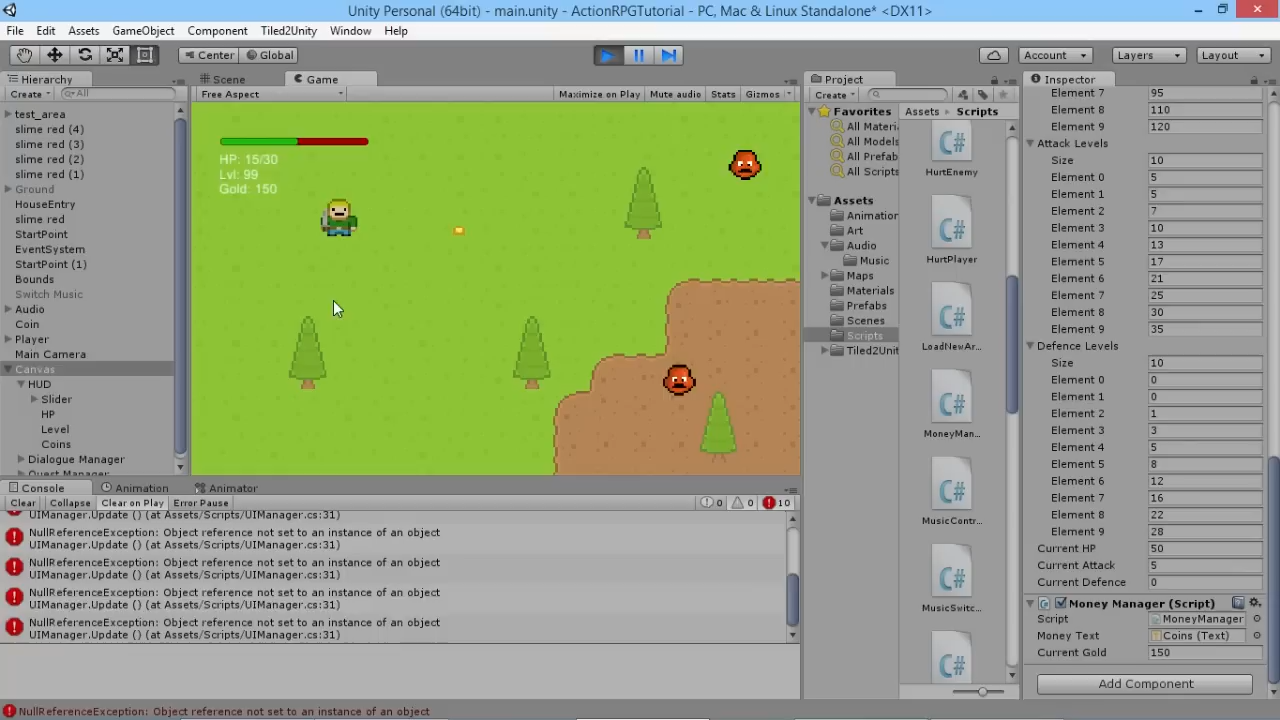 Unity Personal (64bit) - main.unity - ActionRPGTutorial - PC, Mac & Linux Standalone* <DX11>
File Edit Assets GameObject Component Tiled2Unity Window Help
Center Global Account Layers Layout
Hierarchy
Create All
test_area
slime red (4)
slime red (3)
slime red (2)
slime red (1)
Ground
HouseEntry
slime red
StartPoint
EventSystem
StartPoint (1)
Bounds
Switch Music
Audio
Coin
Player
Main Camera
Canvas
HUD
Slider
HP
Level
Coins
Dialogue Manager
Quest Manager
Scene Game
Free Aspect Maximize on Play Mute audio Stats Gizmos
HP: 15/30
Lvl: 99
Gold: 150
Console Animation Animator
Clear Collapse Clear on Play Error Pause 0 0 10
UIManager.Update () (at Assets/Scripts/UIManager.cs:31)
NullReferenceException: Object reference not set to an instance of an object
UIManager.Update () (at Assets/Scripts/UIManager.cs:31)
NullReferenceException: Object reference not set to an instance of an object
UIManager.Update () (at Assets/Scripts/UIManager.cs:31)
NullReferenceException: Object reference not set to an instance of an object
UIManager.Update () (at Assets/Scripts/UIManager.cs:31)
NullReferenceException: Object reference not set to an instance of an object
UIManager.Update () (at Assets/Scripts/UIManager.cs:31)
NullReferenceException: Object reference not set to an instance of an object
Project
Create
Favorites
All Materi
All Models
All Prefab
All Scripts
Assets
Animation
Art
Audio
Music
Maps
Materials
Prefabs
Scenes
Scripts
Tiled2Unit
Assets Scripts
C#
HurtEnemy
C#
HurtPlayer
C#
LoadNewAr...
C#
MoneyMan...
C#
MusicContr...
C#
MusicSwitc...
C#
Inspector
Element 7 95
Element 8 110
Element 9 120
Attack Levels
Size 10
Element 0 5
Element 1 5
Element 2 7
Element 3 10
Element 4 13
Element 5 17
Element 6 21
Element 7 25
Element 8 30
Element 9 35
Defence Levels
Size 10
Element 0 0
Element 1 0
Element 2 1
Element 3 3
Element 4 5
Element 5 8
Element 6 12
Element 7 16
Element 8 22
Element 9 28
Current HP 50
Current Attack 5
Current Defence 0
Money Manager (Script)
Script MoneyManager
Money Text Coins (Text)
Current Gold 150
Add Component